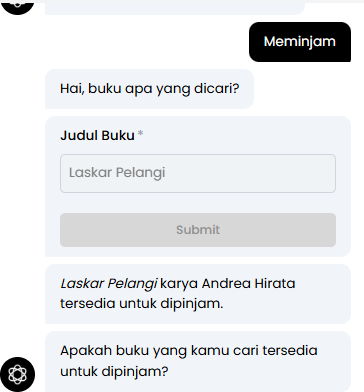 Meminjam
Hai, buku apa yang dicari?
Judul Buku *
Laskar Pelangi
Submit
Laskar Pelangi karya Andrea Hirata
tersedia untuk dipinjam.
Apakah buku yang kamu cari tersedia
untuk dipinjam?